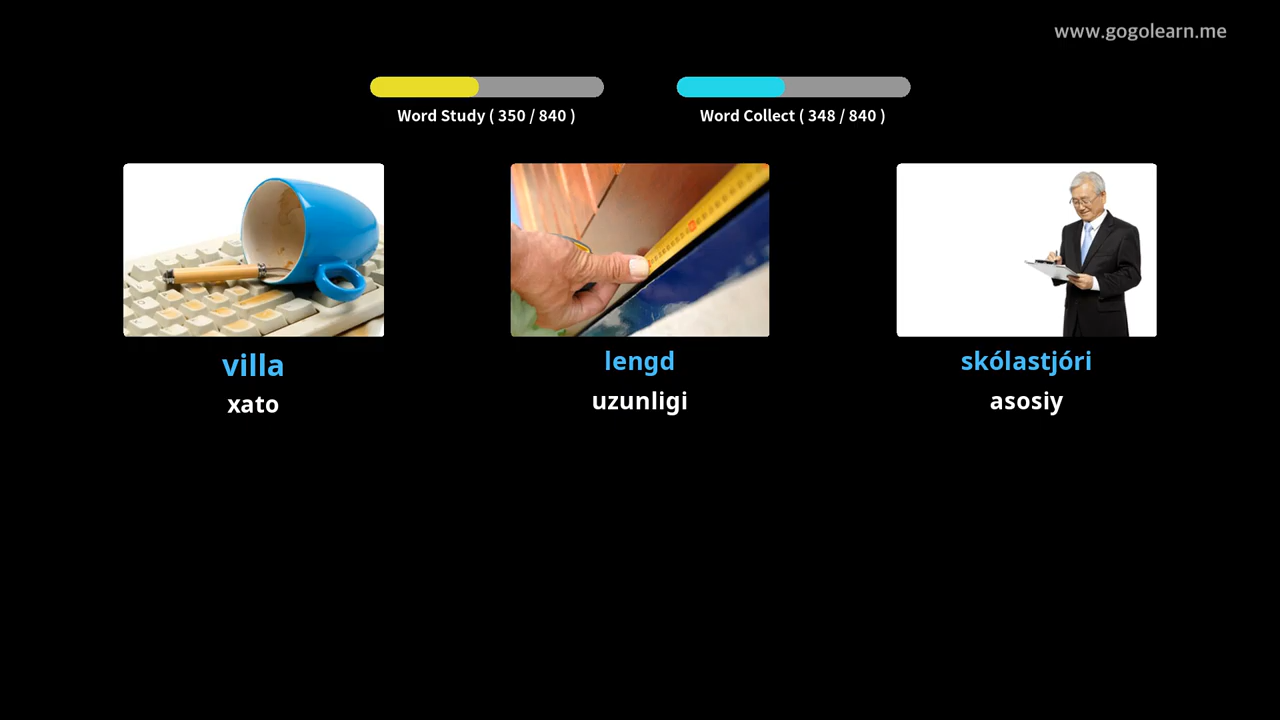 www.gogolearn.me
Word Study ( 350 / 840 )
Word Collect ( 348 / 840 )
villa
xato
lengd
uzunligi
skólastjóri
asosiy